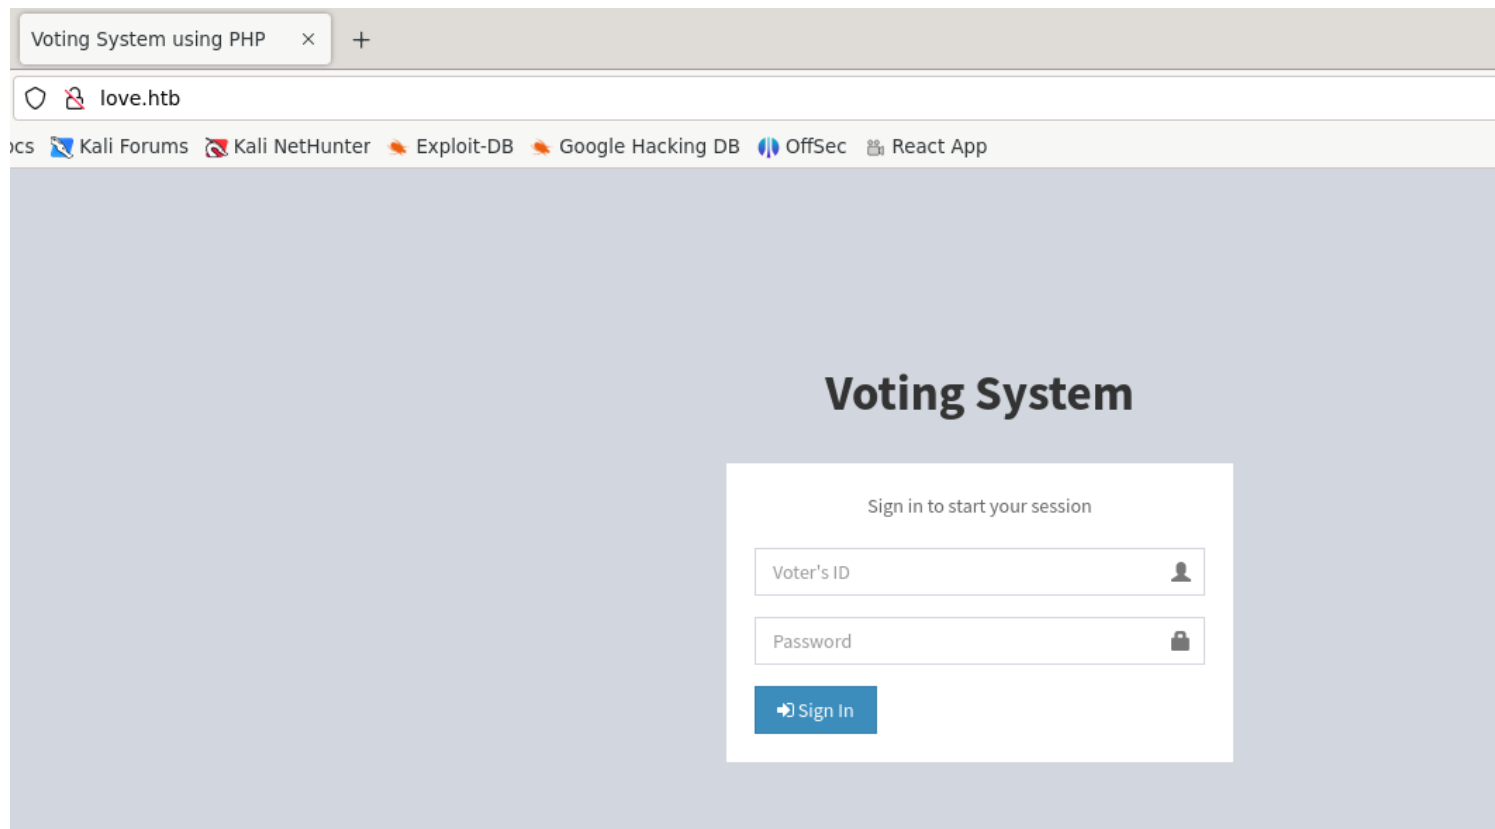 Voting System using PHP
love.htb
Kali Forums Kali NetHunter Exploit-DB Google Hacking DB OffSec React App
Voting System
Sign in to start your session
Voter's ID
Password
Sign In